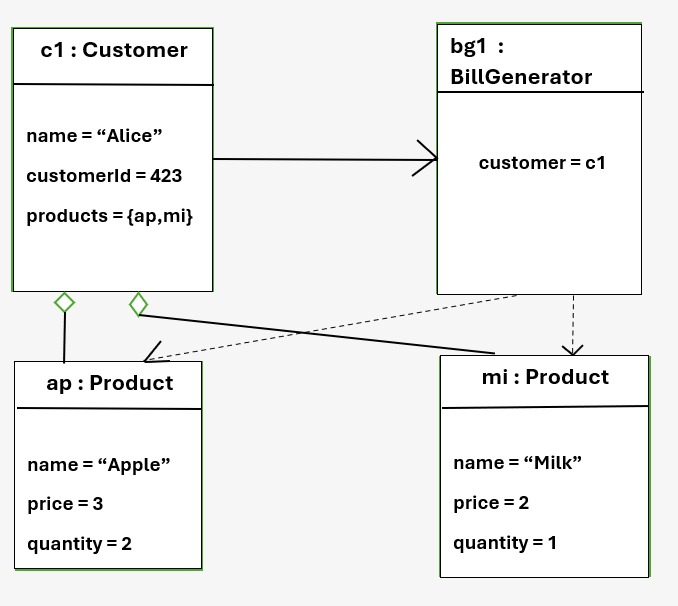 c1 : Customer
name = “Alice”
customerId = 423
products = {ap,mi}
bg1 :
BillGenerator
customer = c1
ap : Product
name = “Apple”
price = 3
quantity = 2
mi : Product
name = “Milk”
price = 2
quantity = 1